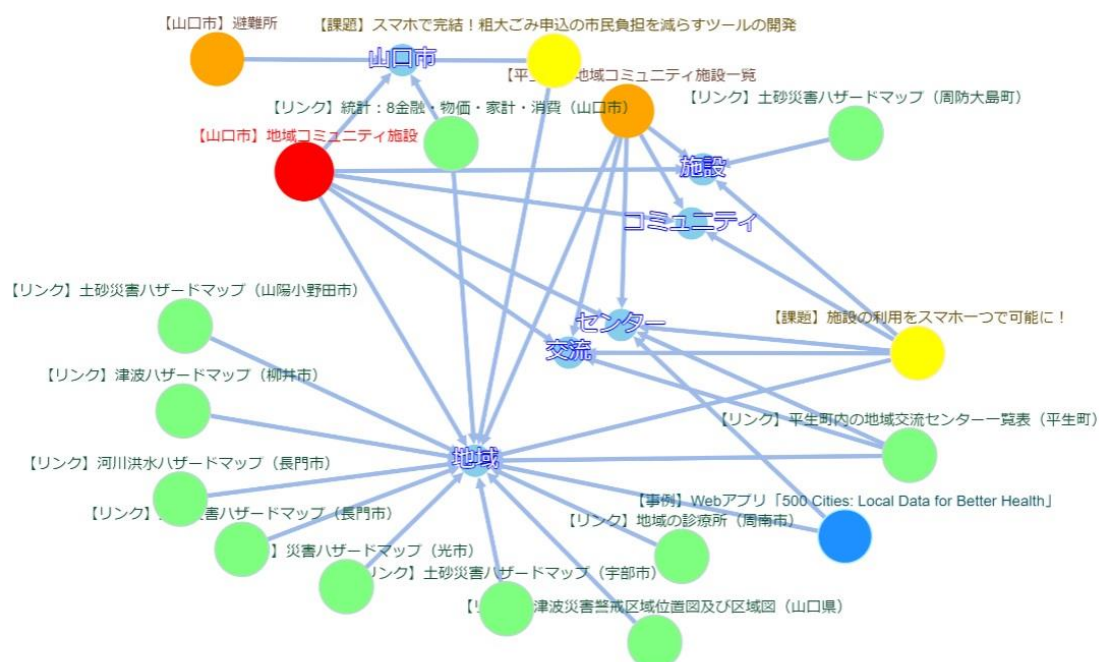 【山口市】避難所
【課題】スマホで完結！粗大ごみ申込の市民負担を減らすツールの開発
山口市
【平生 地域コミュニティ施設一覧
【リンク】統計：8金融・物価・家計・消費（山口市）
【リンク】土砂災害ハザードマップ（周防大島町）
【山口市】地域コミュニティ施設
施設
コミュニティ
【リンク】土砂災害ハザードマップ（山陽小野田市）
センター
【課題】施設の利用をスマホ一つで可能に！
交流
【リンク】津波ハザードマップ（柳井市）
【リンク】平生町内の地域交流センター一覧表（平生町）
地域
【リンク】河川洪水ハザードマップ（長門市）
【事例】Webアプリ「500 Cities: Local Data for Better Health」
【リンク】 災害ハザードマップ（長門市）
【リンク】地域の診療所（周南市）
】災害ハザードマップ（光市）
リンク】土砂災害ハザードマップ（宇部市）
津波災害警戒区域位置図及び区域図（山口県）